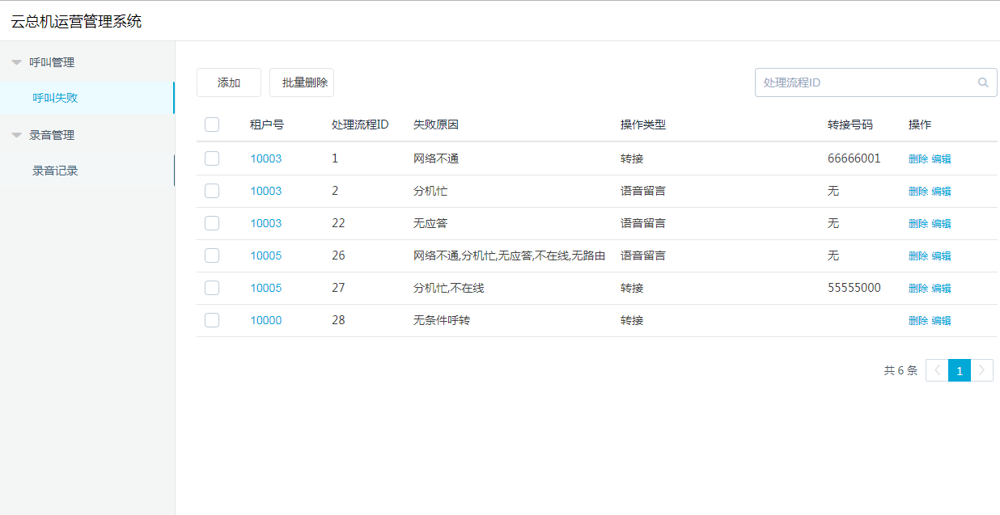 云总机运营管理系统
呼叫管理
呼叫失败
录音管理
录音记录
添加 批量删除 处理流程ID
租户号 处理流程ID 失败原因 操作类型 转接号码 操作
10003 1 网络不通 转接 66666001 删除 编辑
10003 2 分机忙 语音留言 无 删除 编辑
10003 22 无应答 语音留言 无 删除 编辑
10005 26 网络不通,分机忙,无应答,不在线,无路由 语音留言 无 删除 编辑
10005 27 分机忙,不在线 转接 55555000 删除 编辑
10000 28 无条件呼转 转接 删除 编辑
共 6 条 1